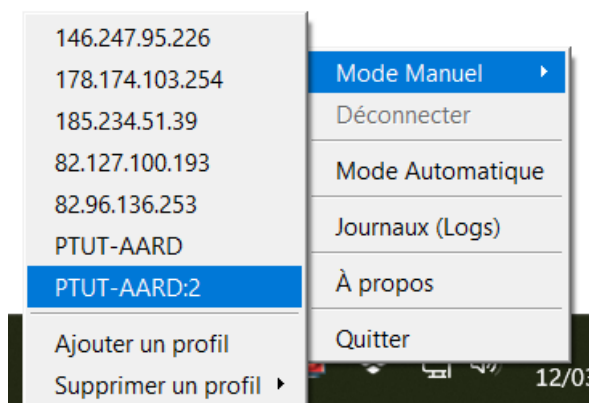 146.247.95.226
178.174.103.254
185.234.51.39
82.127.100.193
82.96.136.253
PTUT-AARD
PTUT-AARD:2
Ajouter un profil
Supprimer un profil
Mode Manuel
Déconnecter
Mode Automatique
Journaux (Logs)
À propos
Quitter